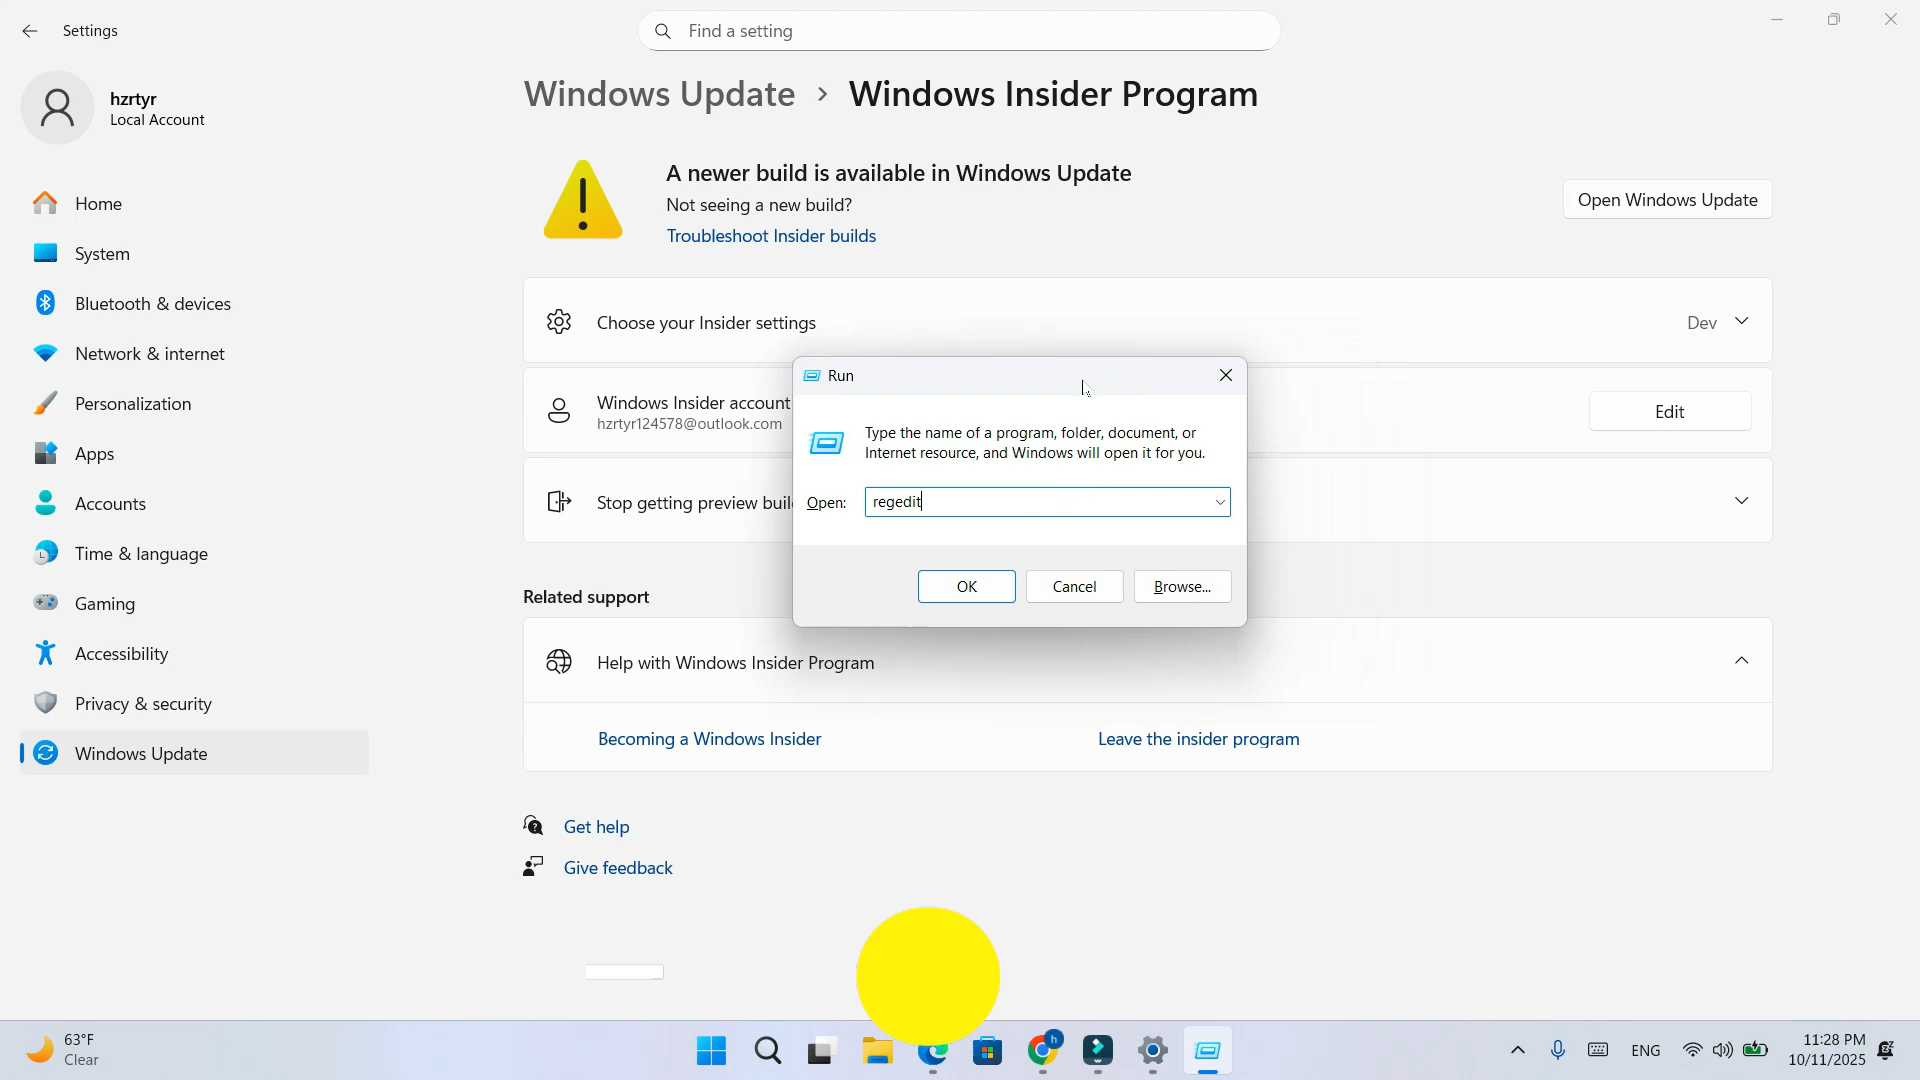 Settings
Find a setting
hzrtyr
Local Account
Home
System
Bluetooth & devices
Network & internet
Personalization
Apps
Accounts
Time & language
Gaming
Accessibility
Privacy & security
Windows Update
Windows Update > Windows Insider Program
A newer build is available in Windows Update
Not seeing a new build?
Troubleshoot Insider builds
Open Windows Update
Choose your Insider settings
Dev
Windows Insider account
hzrtyr124578@outlook.com
Edit
Stop getting preview
Run
Type the name of a program, folder, document, or
Internet resource, and Windows will open it for you.
Open: regedit
OK Cancel Browse...
Related support
Help with Windows Insider Program
Becoming a Windows Insider
Leave the insider program
Get help
Give feedback
63°F
Clear
h
ENG
11:28 PM
10/11/2025